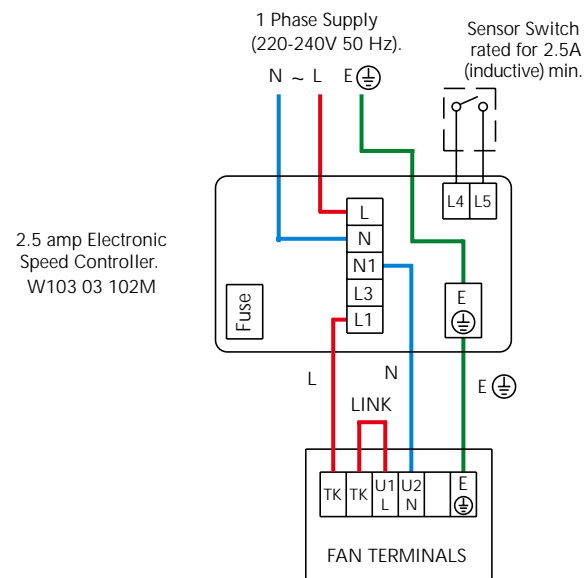 1 Phase Supply
(220-240V 50 Hz).
N ~ L E
Sensor Switch
rated for 2.5A
(inductive) min.
L4 L5
2.5 amp Electronic
Speed Controller.
W103 03 102M
L
N
N1
L3
L1
Fuse
E
L
N
E
LINK
TK TK U1 L U2 N E
FAN TERMINALS